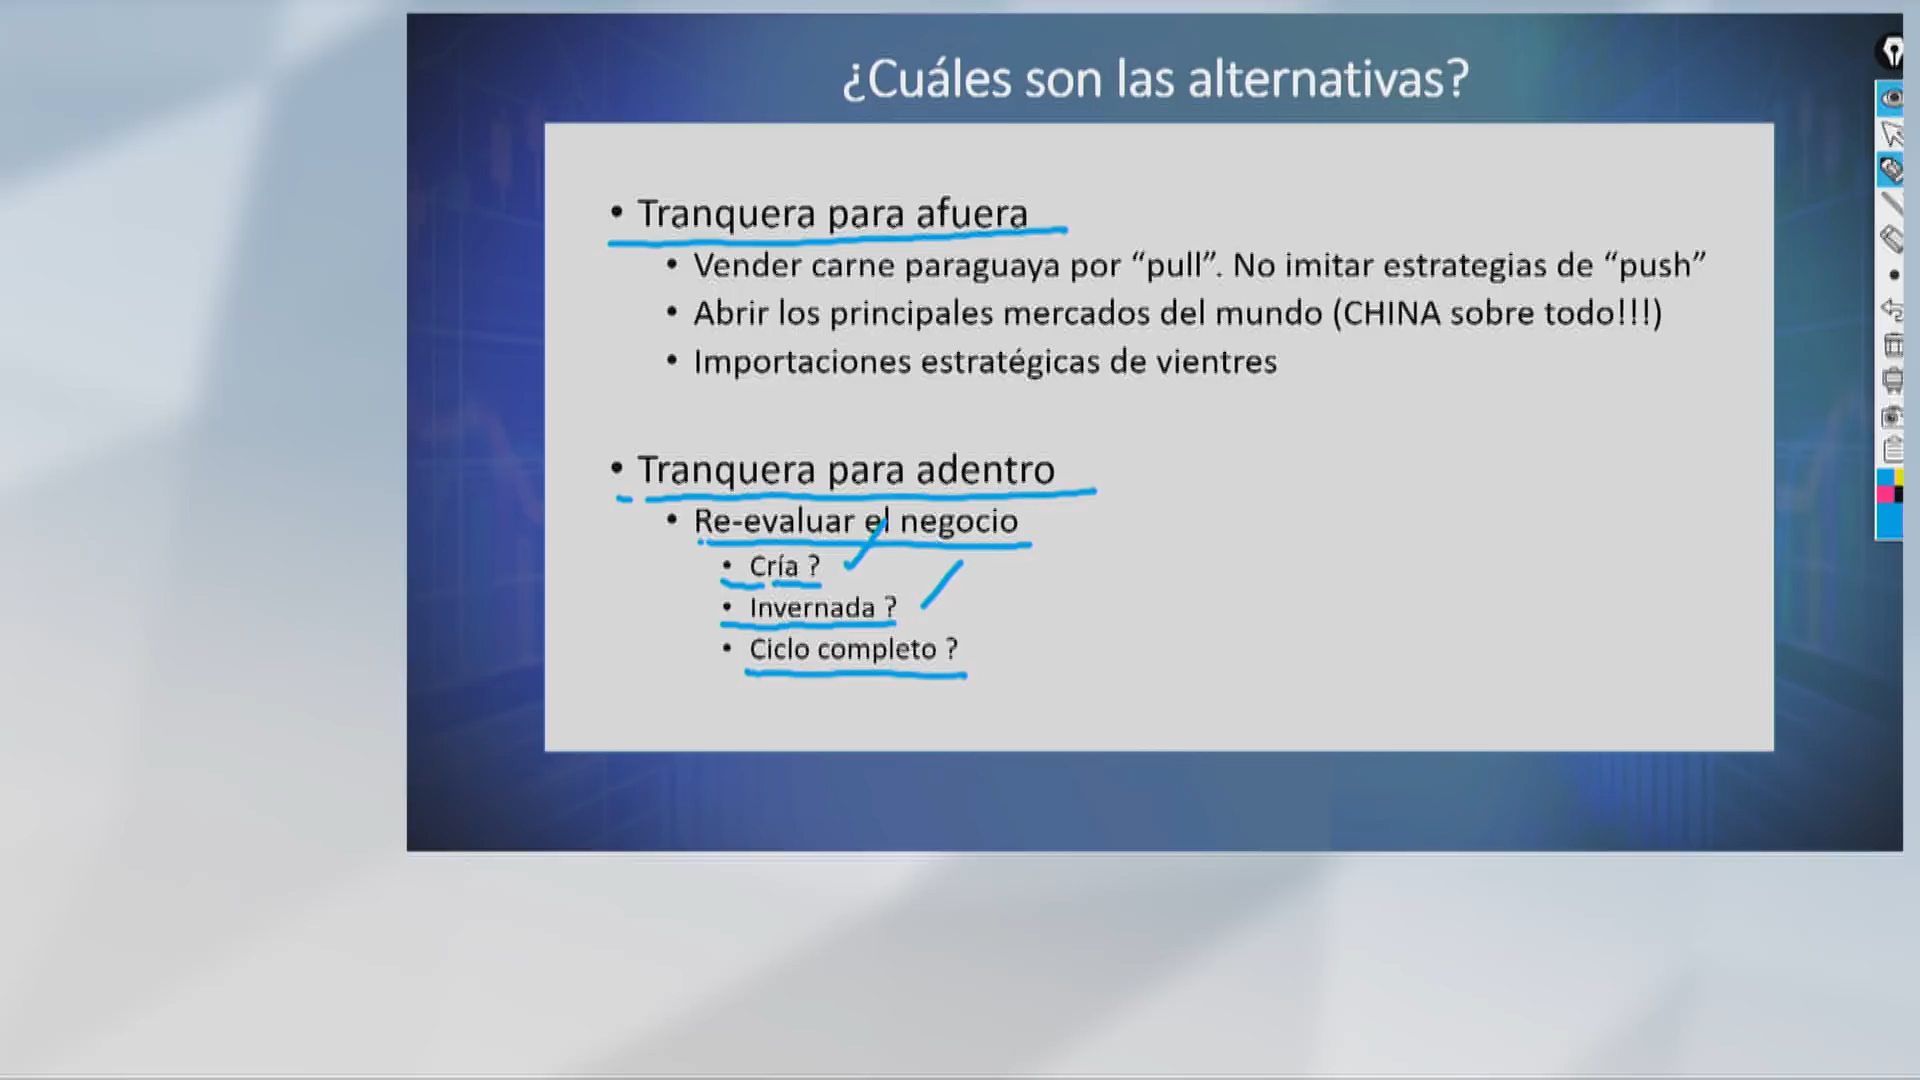 ¿Cuáles son las alternativas?
• Tranquera para afuera
• Vender carne paraguaya por “pull”. No imitar estrategias de “push”
• Abrir los principales mercados del mundo (CHINA sobre todo!!!)
• Importaciones estratégicas de vientres
• Tranquera para adentro
• Re-evaluar el negocio
• Cría ?
• Invernada ?
• Ciclo completo ?